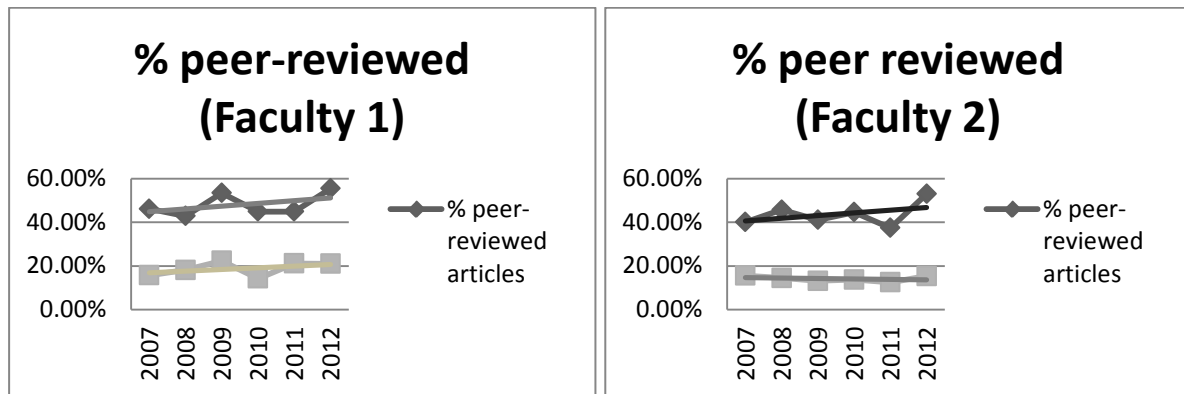 % peer-reviewed
(Faculty 1)
60.00%
40.00%
20.00%
0.00%
2007
2008
2009
2010
2011
2012
% peer-
reviewed
articles
% peer reviewed
(Faculty 2)
60.00%
40.00%
20.00%
0.00%
2007
2008
2009
2010
2011
2012
% peer-
reviewed
articles